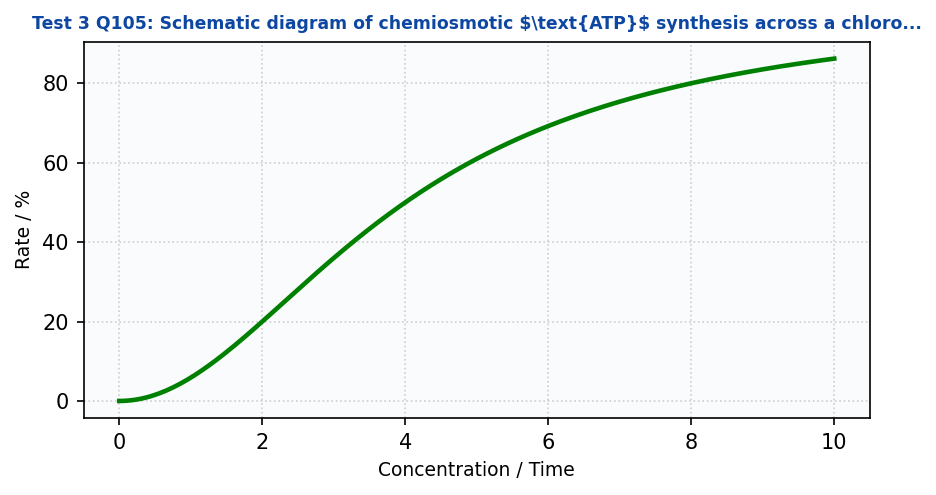 Test 3 Q105: Schematic diagram of chemiosmotic $\text{ATP}$ synthesis across a chloro...
80
60
40
20
0
Rate / %
0 2 4 6 8 10
Concentration / Time